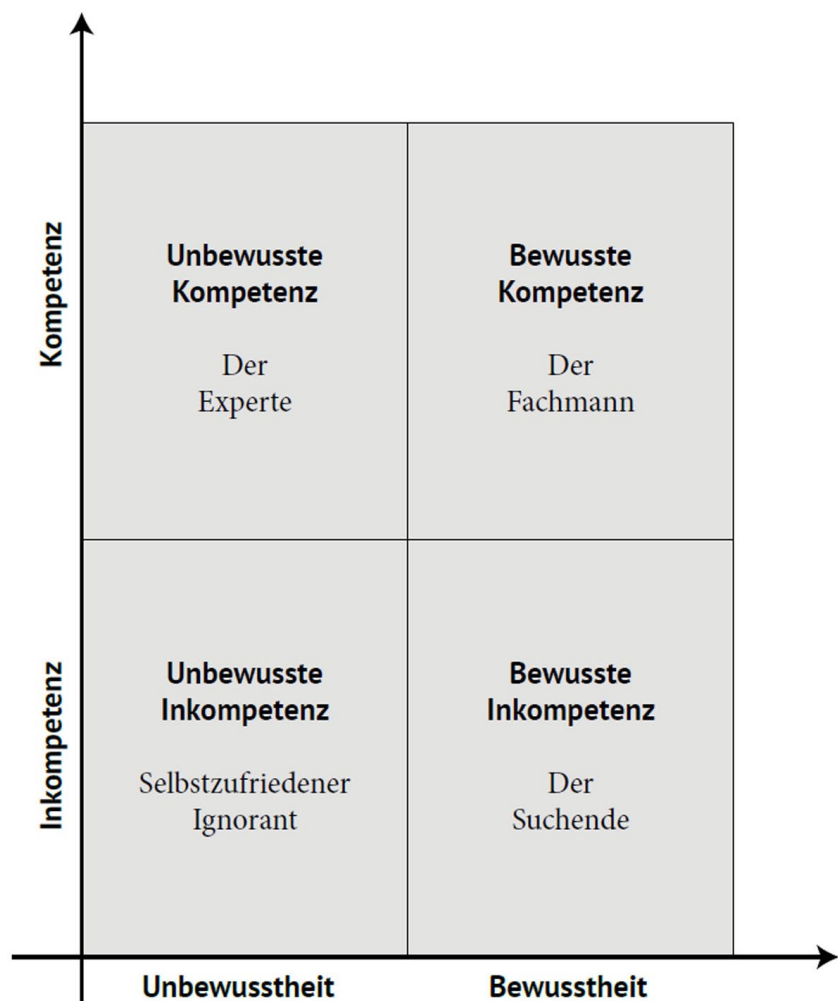 Kompetenz
Unbewusste
Kompetenz
Der
Experte
Bewusste
Kompetenz
Der
Fachmann
Inkompetenz
Unbewusste
Inkompetenz
Selbstzufriedener
Ignorant
Bewusste
Inkompetenz
Der
Suchende
Unbewusstheit
Bewusstheit